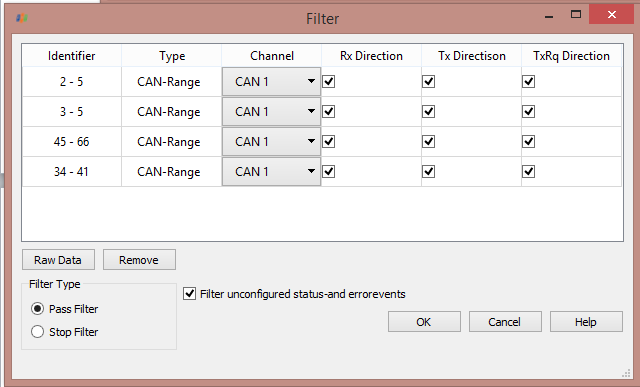 Filter
Identifier Type Channel Rx Direction Tx Directison TxRq Direction
2 - 5 CAN-Range CAN 1
3 - 5 CAN-Range CAN 1
45 - 66 CAN-Range CAN 1
34 - 41 CAN-Range CAN 1
Raw Data Remove
Filter Type
Filter unconfigured status-and errorevents
Pass Filter
OK Cancel Help
Stop Filter